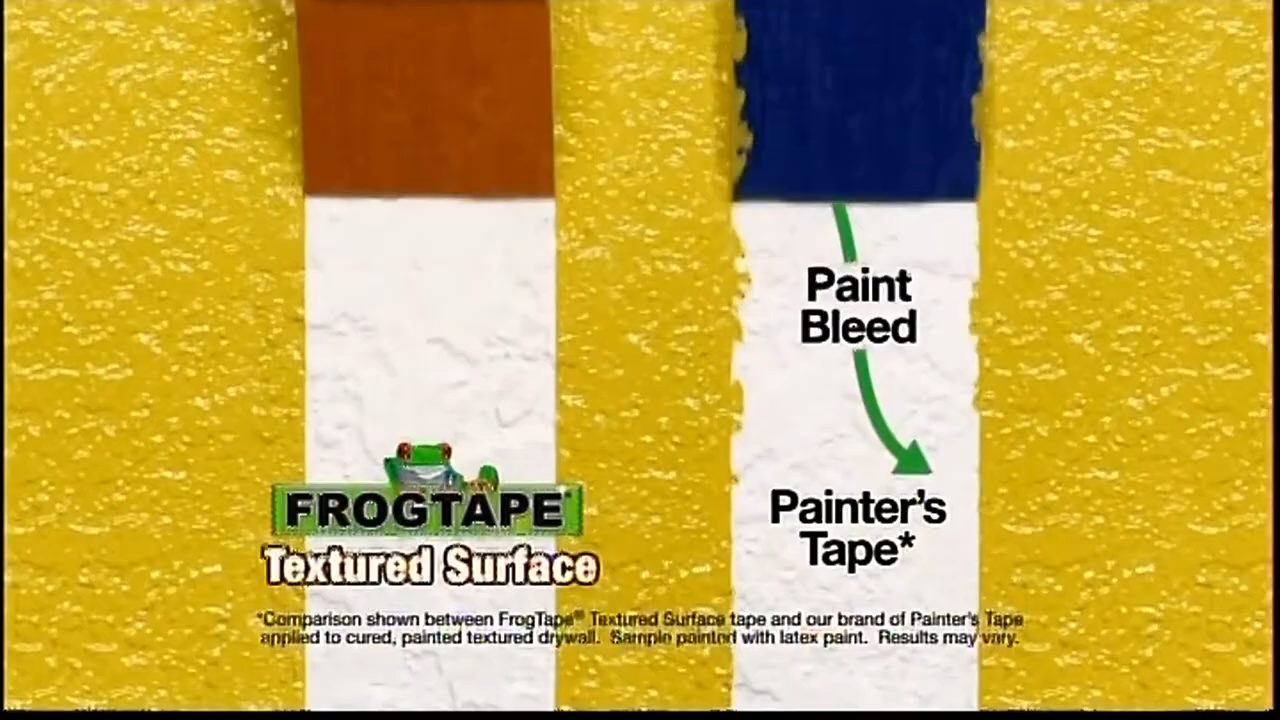 Paint
Bleed
FROGTAPE®
Textured Surface
Painter's
Tape*
*Comparison shown between FrogTape® Textured Surface tape and our brand of Painter's Tape
applied to cured, painted textured drywall. Sample painted with latex paint. Results may vary.